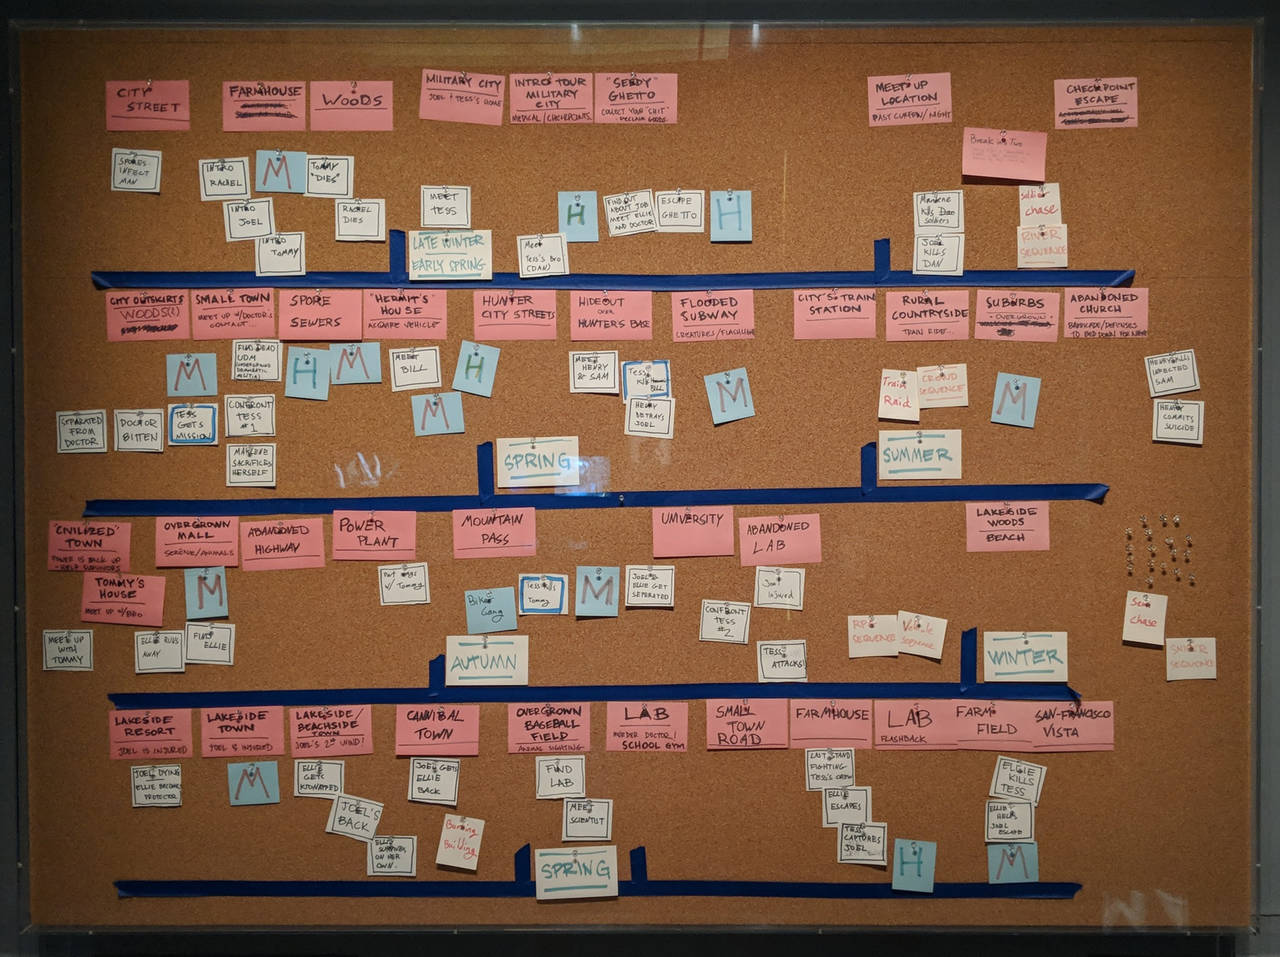 CITY
STREET
FARMHOUSE
WOODS
MILITARY CITY
JOEL + TESS'S HOME
INTRO TOUR
MILITARY
CITY
MEDICAL/CHECKPOINTS
"SEEDY"
GHETTO
COLLECT YOUR "SHIT"
DECLARE GOODS
MEET UP
LOCATION
PAST CURFEW/NIGHT
CHECKPOINT
ESCAPE
Break into Two
SPORES
INFECT
MAN
INTRO
RACHEL
M
TOMMY
"DIES"
INTRO
JOEL
RACHEL
DIES
INTRO
TOMMY
MEET
TESS
LATE WINTER
EARLY SPRING
Meet
Tess's Bro
(DAN)
H
FIND OUT
ABOUT JOB
MEET ELLIE
AND DOCTOR
ESCAPE
GHETTO
H
Marlene
Kills Dan
soldiers
JOEL
KILLS
DAN
soldier
chase
RIVER
SEQUENCE
CITY OUTSKIRTS
WOODS(?)
SMALL TOWN
MEET UP W/DOCTOR'S
CONTACT...
SPORE
SEWERS
"HERMIT'S"
HOUSE
ACQUIRE VEHICLE
HUNTER
CITY STREETS
HIDEOUT
OVER
HUNTERS BASE
FLOODED
SUBWAY
CREATURES/FLASHLIGHT
CITY'S TRAIN
STATION
RURAL
COUNTRYSIDE
TRAIN RIDE...
SUBURBS
- OVERGROWN -
ABANDONED
CHURCH
BARRICADE/DEFENSES
TO BED DOWN FOR NIGHT
M
FIND DEAD
UDM
H
M
MEET
BILL
H
M
MEET
HENRY
& SAM
Tess
Kills
BILL
HENRY
BETRAYS
JOEL
M
Train
Raid
CROWD
SEQUENCE
M
HENRY KILLS
INFECTED
SAM
HENRY COMMITS
SUICIDE
SEPARATED
FROM
DOCTOR
DOCTOR
BITTEN
TESS
GETS
MISSION
CONFRONT
TESS
#1
MARLENE
SACRIFICES
HERSELF
SPRING
SUMMER
"CIVILIZED"
TOWN
POWER IS BACK UP
- HELP SURVIVORS
OVERGROWN
MALL
SERENE/ANIMALS
ABANDONED
HIGHWAY
POWER
PLANT
MOUNTAIN
PASS
UNIVERSITY
ABANDONED
LAB
LAKESIDE
WOODS
BEACH
TOMMY'S
HOUSE
MEET W/BRO
M
Part ways
w/ Tommy
Bike
Gang
Tess Kills
Tommy
M
JOEL &
ELLIE GET
SEPERATED
Joel
Injured
CONFRONT
TESS
#2
TESS
ATTACKS!
RPG
SEQUENCE
Vehicle
sequence
chase
SNIPER
SEQUENCE
MEET UP
WITH
TOMMY
ELLIE RUNS
AWAY
FIND
ELLIE
AUTUMN
WINTER
LAKESIDE
RESORT
JOEL IS INJURED
LAKESIDE
TOWN
JOEL IS INJURED
LAKESIDE/
BEACHSIDE
TOWN
JOEL'S 2ND WIND!
CANNIBAL
TOWN
OVERGROWN
BASEBALL
FIELD
ANIMAL SIGHTING
LAB
MURDER DOCTOR!
SCHOOL GYM
SMALL
TOWN
ROAD
FARMHOUSE
LAB
FLASHBACK
FARM
FIELD
SAN-FRANCISCO
VISTA
JOEL DYING
ELLIE BECOMES
PROTECTOR
M
ELLIE
GETS
KIDNAPPED
JOEL'S
BACK
ELLIE
SURVIVES
ON HER
OWN.
JOEL GETS
ELLIE
BACK
Burning
Building
FIND
LAB
MEET
SCIENTIST
LAST STAND
FIGHTING
TESS'S CREW
ELLIE
ESCAPES
TESS
CAPTURES
JOEL
H
ELLIE
KILLS
TESS
ELLIE HELPS
JOEL
ESCAPE
M
SPRING